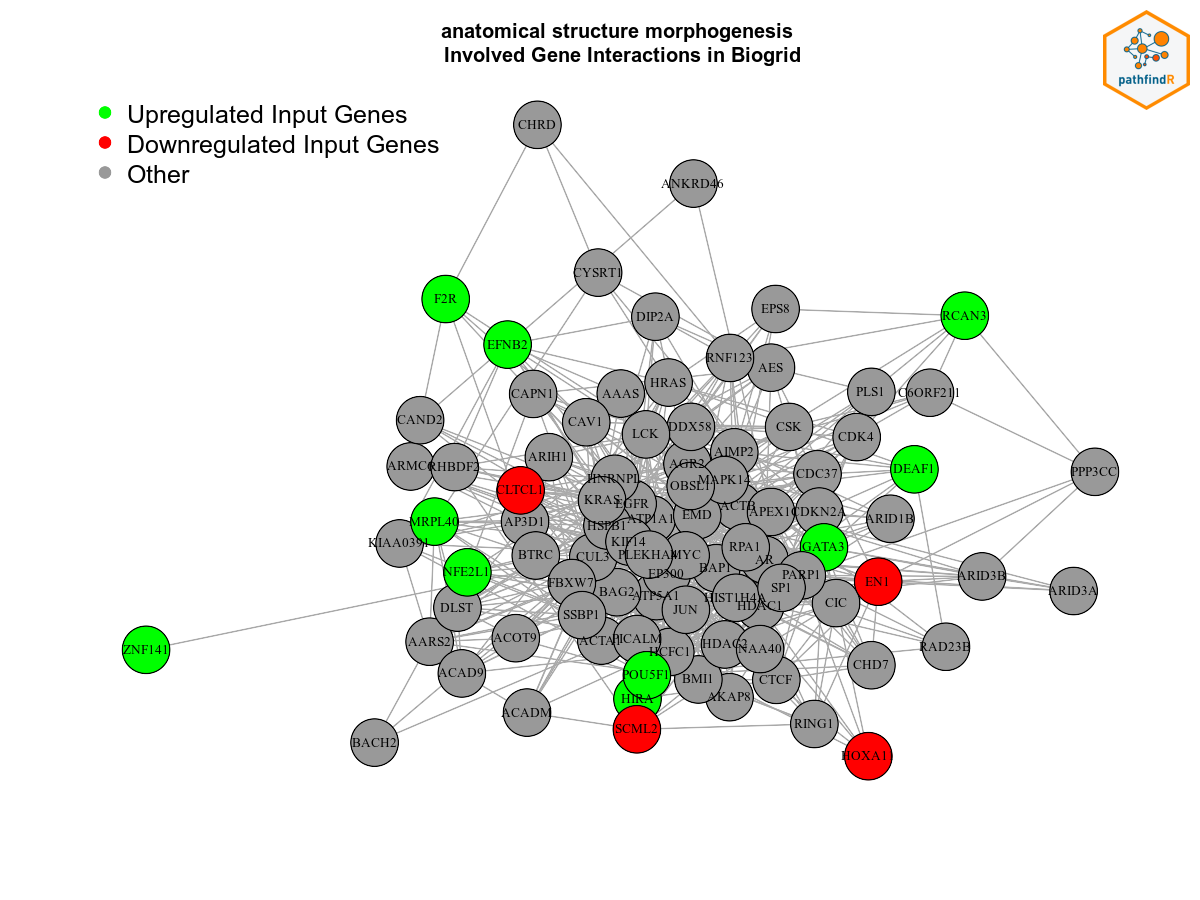 anatomical structure morphogenesis
Involved Gene Interactions in Biogrid
pathfindR
Upregulated Input Genes
Downregulated Input Genes
Other
CHRD
ANKRD46
CYSRT1
F2R
DIP2A
EPS8
RCAN3
EFNB2
RNF123
AES
HRAS
CAPN1
AAAS
PLS1
C6ORF211
CAV1
CAND2
LCK
DDX58
CSK
CDK4
ARIH1
AIMP2
RHBDF2
AGR2
CDC37
DEAF1
PPP3CC
HNRNPL
MAPK14
OBSL1
CLTCL1
KRAS
EGFR
ACTB
APEX1
CDKN2A
ARID1B
MRPL40
AP3D1
HSPB1
ATP1A1
EMD
KIAA0391
KIF14
RPA1
GATA3
BTRC
CUL3
PLEKHA4
MYC
AR
NFE2L1
FBXW7
EP300
BAP1
PARP1
EN1
ARID3B
ARID3A
BAG2
ATP5A1
HIST1H4A
SP1
HDAC1
CIC
DLST
SSBP1
JUN
ZNF141
AARS2
ACOT9
ACTA1
PICALM
HCFC1
HDAC2
NAA40
RAD23B
ACAD9
POU5F1
BMI1
CTCF
CHD7
HIRA
AKAP8
ACADM
SCML2
RING1
BACH2
HOXA1